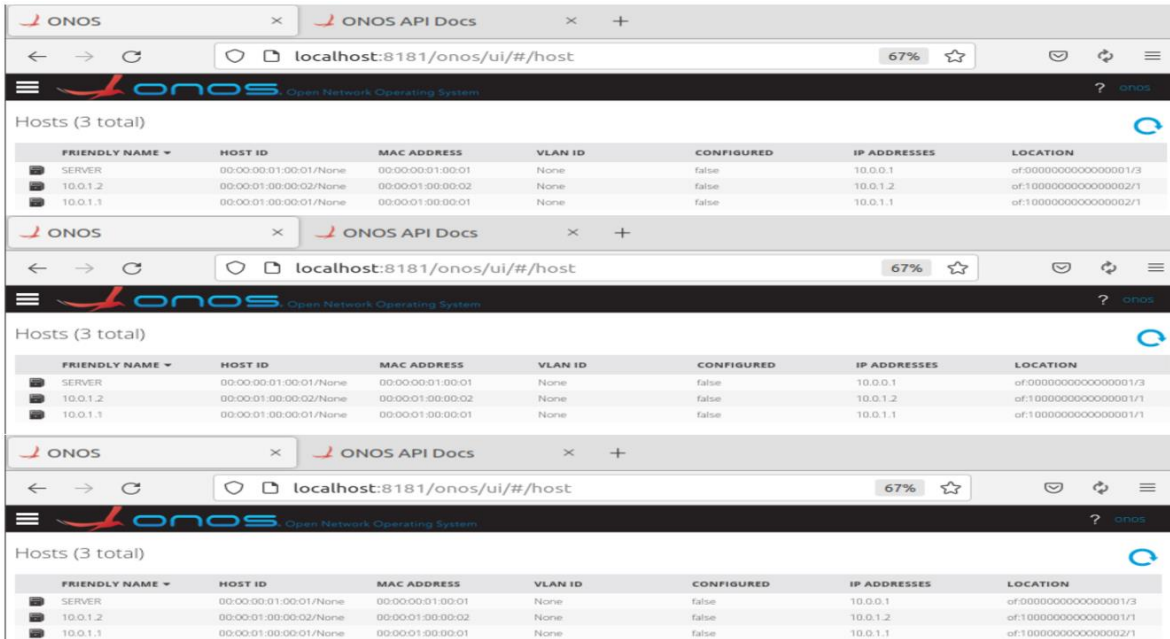 ONOS × ONOS API Docs × +
localhost:8181/onos/ui/#/host 67%
onos. Open Network Operating System ? onos
Hosts (3 total)
FRIENDLY NAME HOST ID MAC ADDRESS VLAN ID CONFIGURED IP ADDRESSES LOCATION
SERVER 00:00:00:01:00:01/None 00:00:00:01:00:01 None false 10.0.0.1 of:0000000000000001/3
10.0.1.2 00:00:01:00:00:02/None 00:00:01:00:00:02 None false 10.0.1.2 of:1000000000000002/1
10.0.1.1 00:00:01:00:00:01/None 00:00:01:00:00:01 None false 10.0.1.1 of:1000000000000002/1
ONOS × ONOS API Docs × +
localhost:8181/onos/ui/#/host 67%
onos. Open Network Operating System ? onos
Hosts (3 total)
FRIENDLY NAME HOST ID MAC ADDRESS VLAN ID CONFIGURED IP ADDRESSES LOCATION
SERVER 00:00:00:01:00:01/None 00:00:00:01:00:01 None false 10.0.0.1 of:0000000000000001/3
10.0.1.2 00:00:01:00:00:02/None 00:00:01:00:00:02 None false 10.0.1.2 of:1000000000000001/1
10.0.1.1 00:00:01:00:00:01/None 00:00:01:00:00:01 None false 10.0.1.1 of:1000000000000001/1
ONOS × ONOS API Docs × +
localhost:8181/onos/ui/#/host 67%
onos. Open Network Operating System ? onos
Hosts (3 total)
FRIENDLY NAME HOST ID MAC ADDRESS VLAN ID CONFIGURED IP ADDRESSES LOCATION
SERVER 00:00:00:01:00:01/None 00:00:00:01:00:01 None false 10.0.0.1 of:0000000000000001/3
10.0.1.2 00:00:01:00:00:02/None 00:00:01:00:00:02 None false 10.0.1.2 of:1000000000000001/1
10.0.1.1 00:00:01:00:00:01/None 00:00:01:00:00:01 None false 10.0.1.1 of:1000000000000002/1